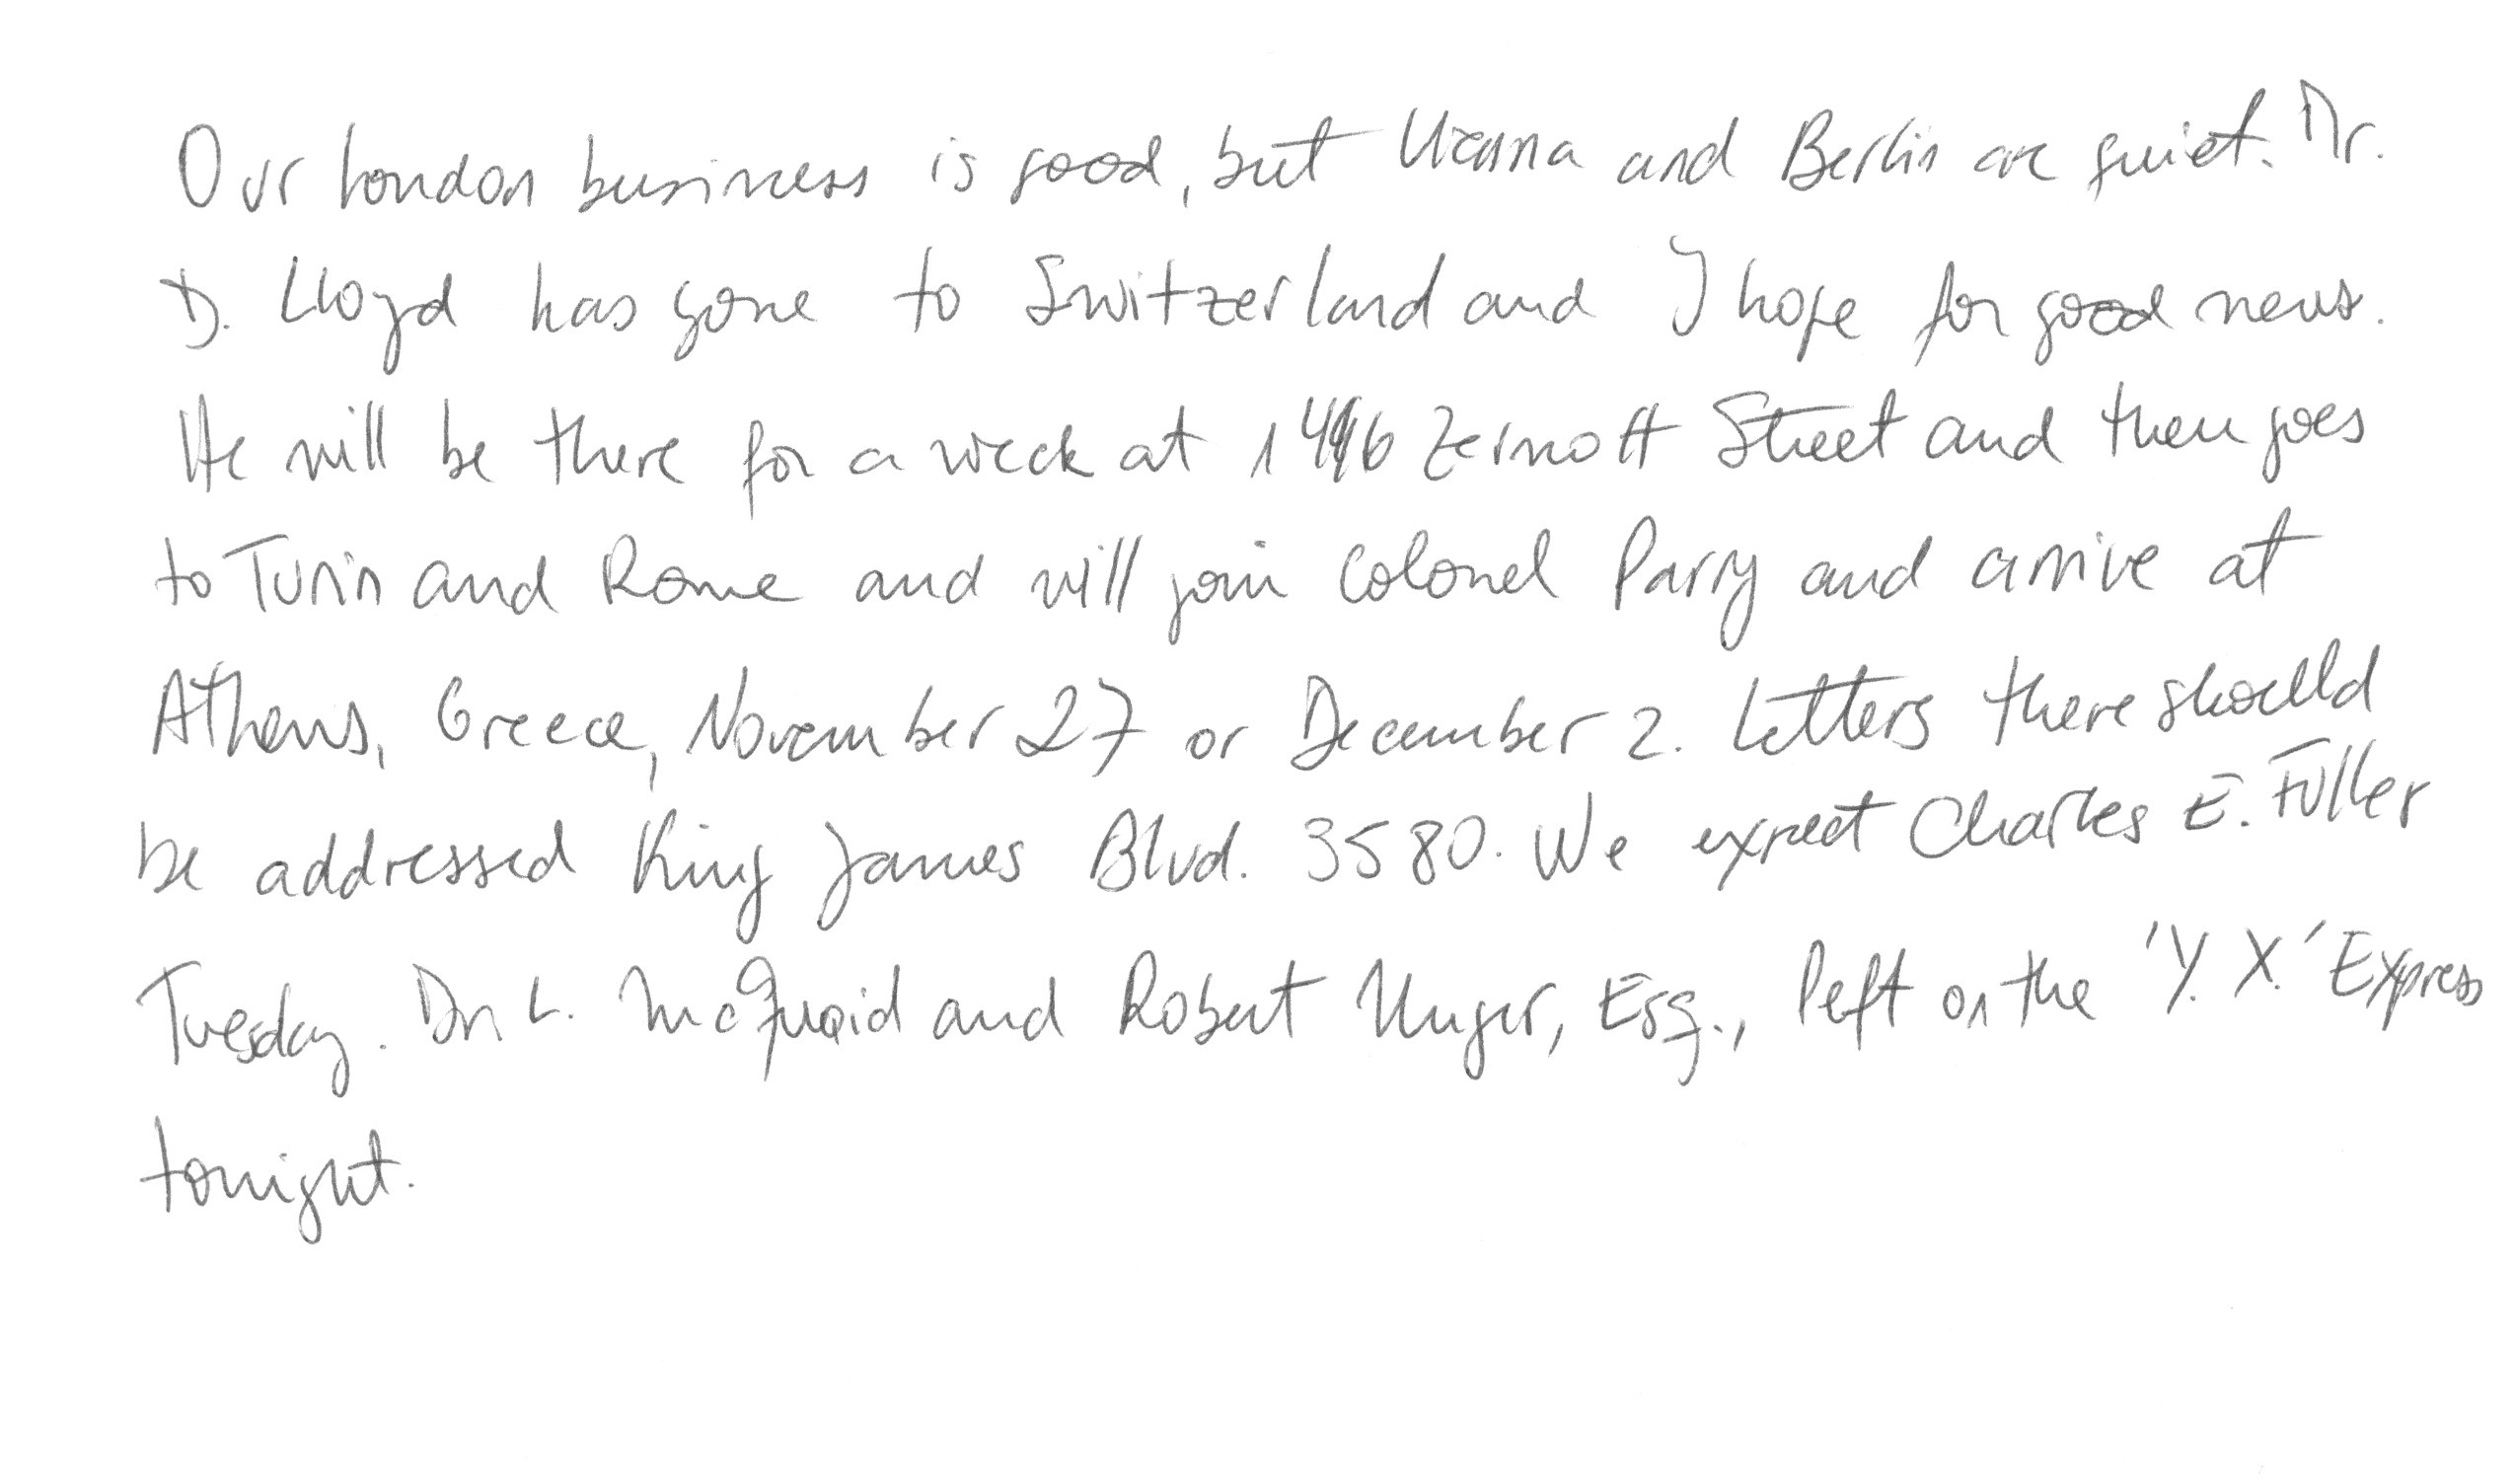 Our London business is good, but Vienna and Berlin are quiet. Mr.
D. Lloyd has gone to Switzerland and I hope for good news.
He will be there for a week at 1496 Zermott Street and then goes
to Turin and Rome and will join Colonel Parry and arrive at
Athens, Greece, November 27 or December 2. Letters there should
be addressed King James Blvd. 3580. We expect Charles E. Fuller
Tuesday. Dr. L. McQuaid and Robert Unger, Esq., left on the 'Y. X.' Express
tonight.